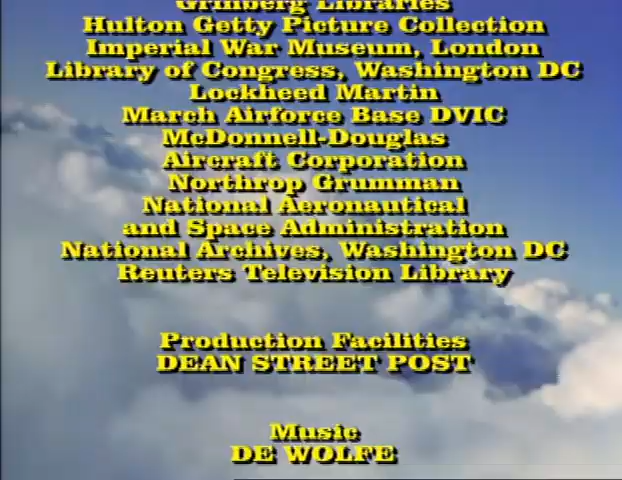 Grinberg Libraries
Hulton Getty Picture Collection
Imperial War Museum, London
Library of Congress, Washington DC
Lockheed Martin
March Airforce Base DVIC
McDonnell-Douglas
Aircraft Corporation
Northrop Grumman
National Aeronautical
and Space Administration
National Archives, Washington DC
Reuters Television Library
Production Facilities
DEAN STREET POST
Music
DE WOLFE